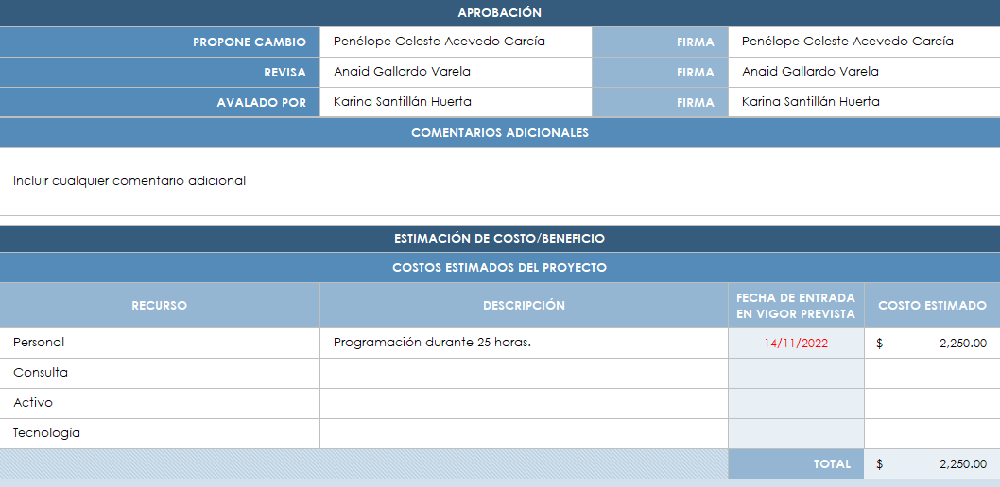 APROBACIÓN
PROPONE CAMBIO Penélope Celeste Acevedo García FIRMA Penélope Celeste Acevedo García
REVISA Anaid Gallardo Varela FIRMA Anaid Gallardo Varela
AVALADO POR Karina Santillán Huerta FIRMA Karina Santillán Huerta
COMENTARIOS ADICIONALES
Incluir cualquier comentario adicional
ESTIMACIÓN DE COSTO/BENEFICIO
COSTOS ESTIMADOS DEL PROYECTO
RECURSO DESCRIPCIÓN FECHA DE ENTRADA
EN VIGOR PREVISTA COSTO ESTIMADO
Personal Programación durante 25 horas. 14/11/2022 $ 2,250.00
Consulta
Activo
Tecnología
TOTAL $ 2,250.00